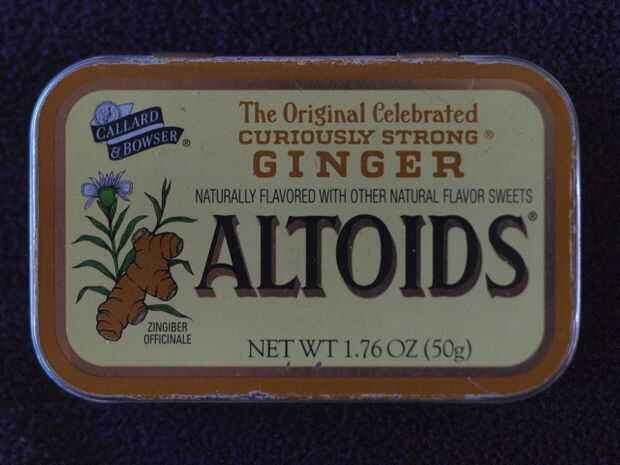 CALLARD
& BOWSER®
The Original Celebrated
CURIOUSLY STRONG®
GINGER
NATURALLY FLAVORED WITH OTHER NATURAL FLAVOR SWEETS
ALTOIDS®
ZINGIBER
OFFICINALE
NET WT 1.76 OZ (50g)